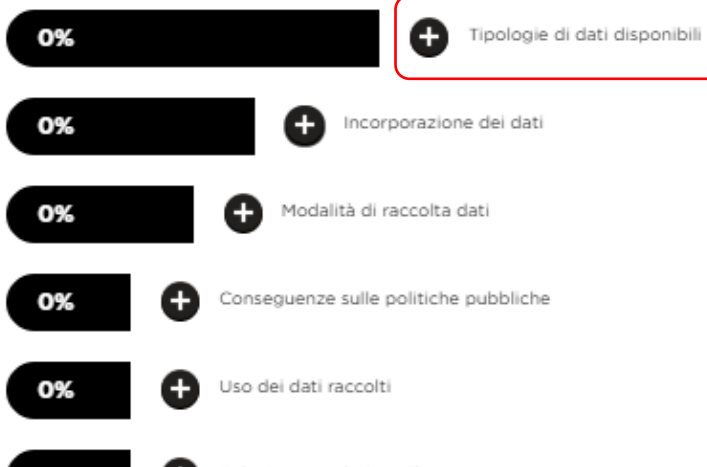 0% + Tipologie di dati disponibili
0% + Incorporazione dei dati
0% + Modalità di raccolta dati
0% + Conseguenze sulle politiche pubbliche
0% + Uso dei dati raccolti